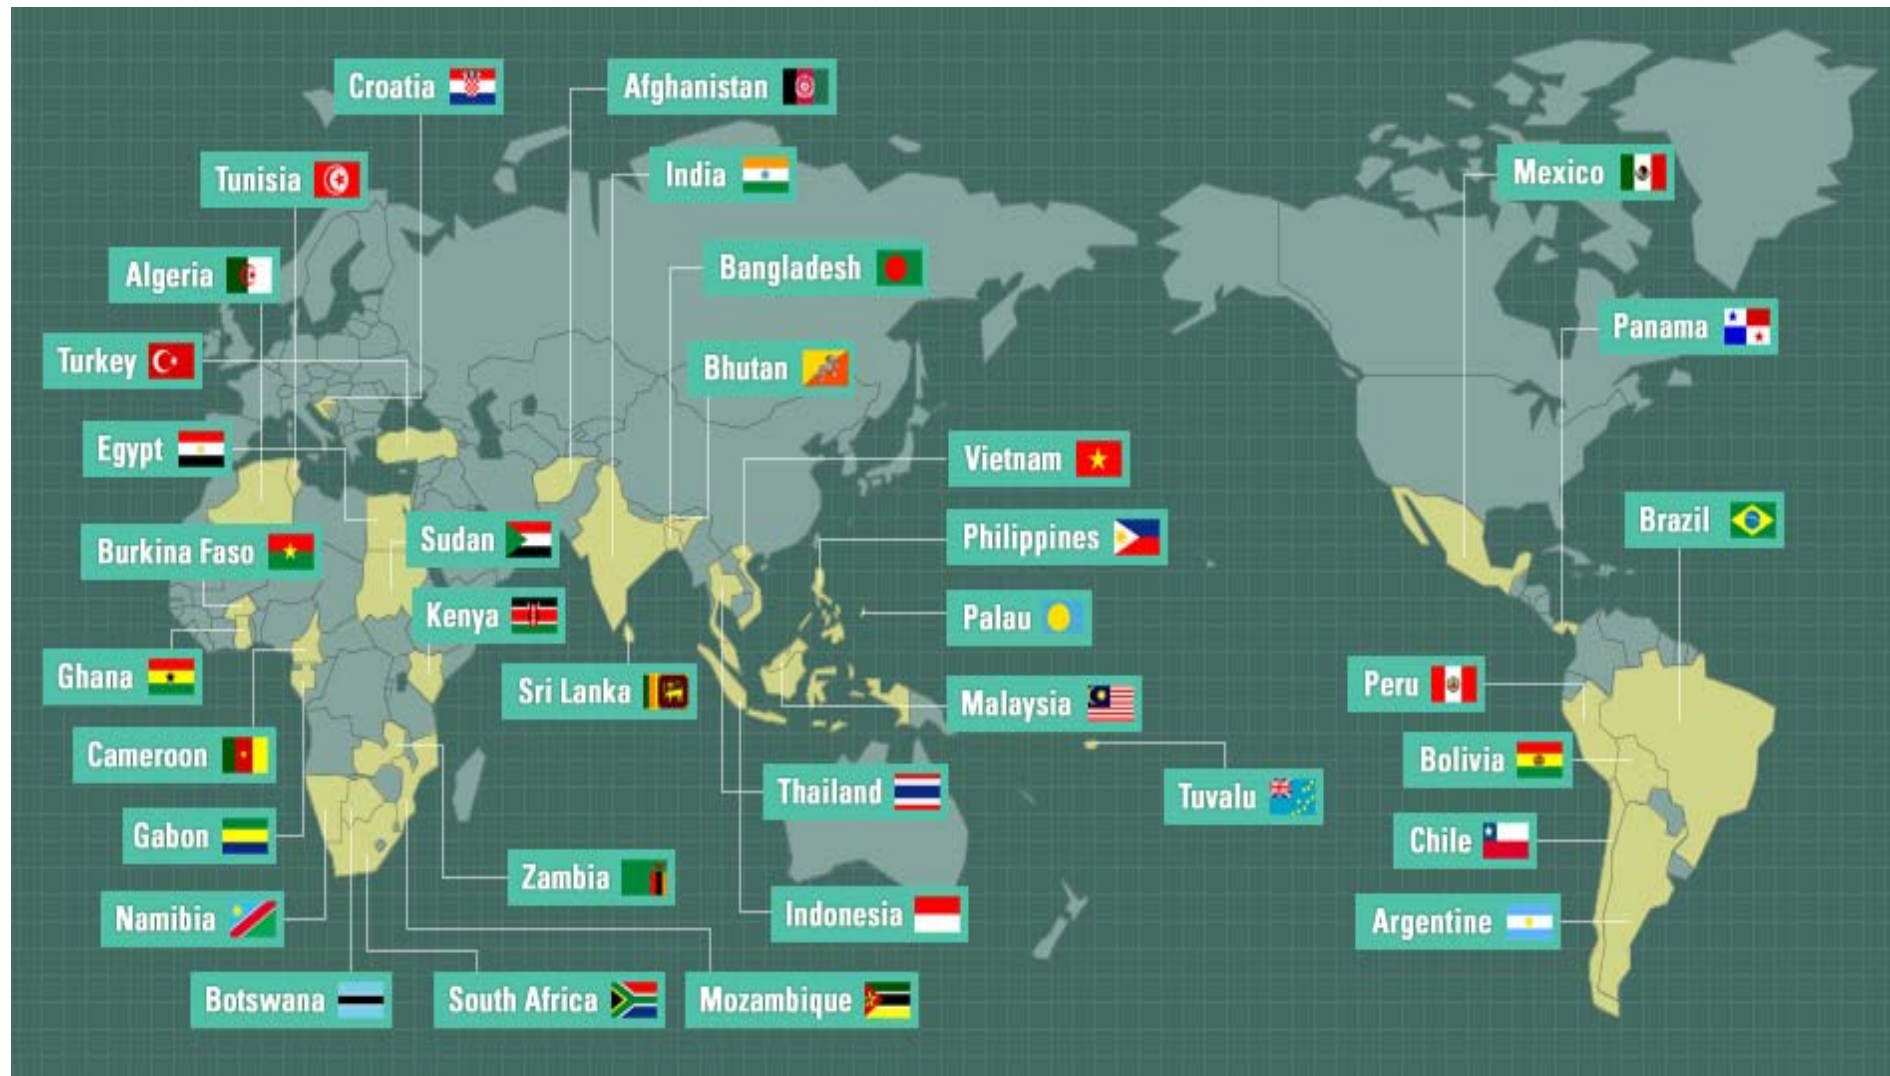 Croatia
Afghanistan
Tunisia
India
Mexico
Algeria
Bangladesh
Panama
Turkey
Bhutan
Egypt
Vietnam
Brazil
Burkina Faso
Sudan
Philippines
Kenya
Palau
Ghana
Sri Lanka
Malaysia
Peru
Cameroon
Thailand
Tuvalu
Bolivia
Gabon
Chile
Zambia
Namibia
Indonesia
Argentine
Botswana
South Africa
Mozambique